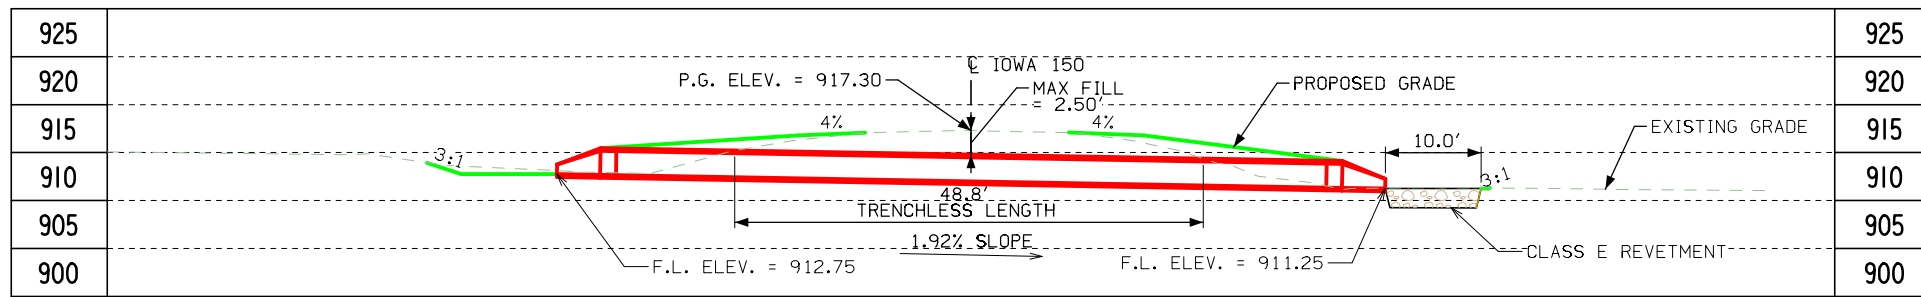 925
925
℄ IOWA 150
P.G. ELEV. = 917.30
MAX FILL
= 2.50'
PROPOSED GRADE
920
920
4%
4%
915
915
EXISTING GRADE
10.0'
3:1
3:1
910
910
48.8'
TRENCHLESS LENGTH
905
905
1.92% SLOPE
CLASS E REVETMENT
F.L. ELEV. = 912.75
F.L. ELEV. = 911.25
900
900